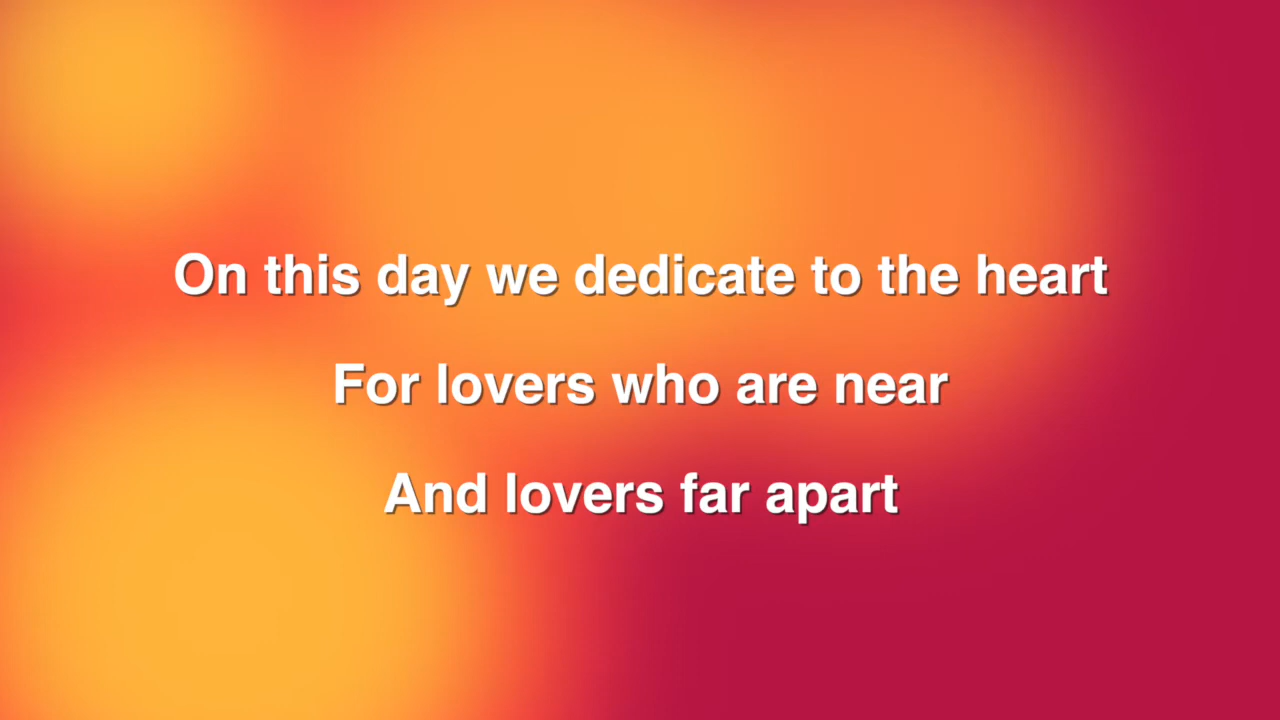 On this day we dedicate to the heart
For lovers who are near
And lovers far apart